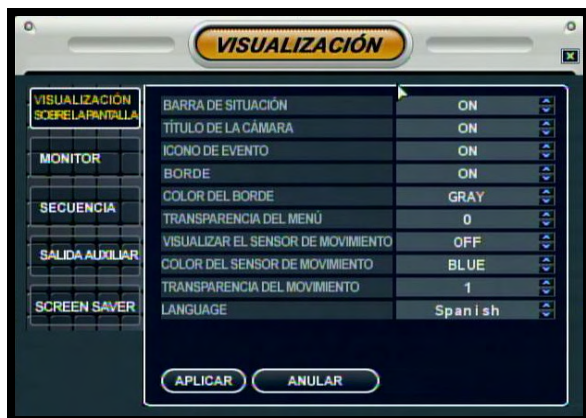 VISUALIZACIÓN
VISUALIZACIÓN
SOBRE LA PANTALLA
MONITOR
SECUENCIA
SALIDA AUXILIAR
SCREEN SAVER
BARRA DE SITUACIÓN ON
TÍTULO DE LA CÁMARA ON
ICONO DE EVENTO ON
BORDE ON
COLOR DEL BORDE GRAY
TRANSPARENCIA DEL MENÚ 0
VISUALIZAR EL SENSOR DE MOVIMIENTO OFF
COLOR DEL SENSOR DE MOVIMIENTO BLUE
TRANSPARENCIA DEL MOVIMIENTO 1
LANGUAGE Spanish
APLICAR ANULAR